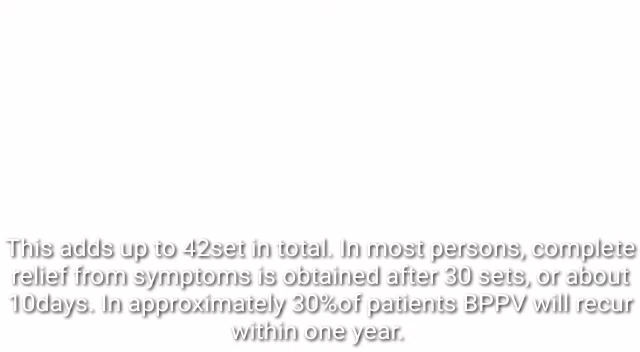 This adds up to 42set in total. In most persons, complete
relief from symptoms is obtained after 30 sets, or about
10days. In approximately 30%of patients BPPV will recur
within one year.